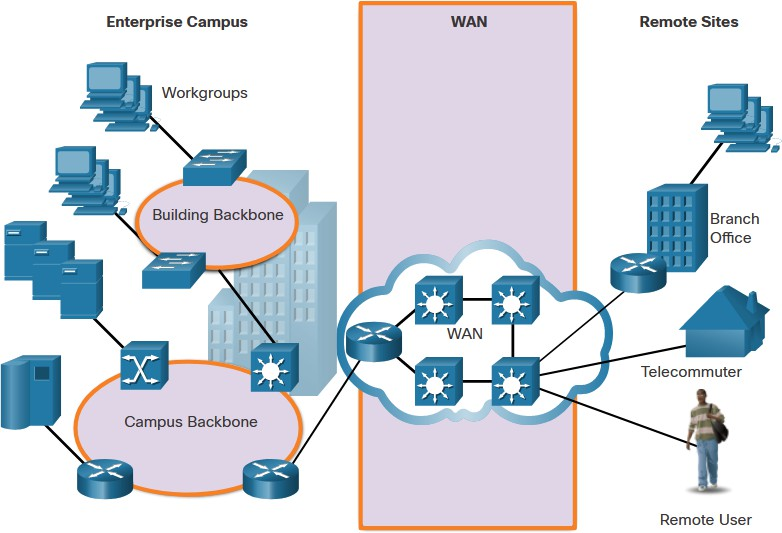 Enterprise Campus
WAN
Remote Sites
Workgroups
Building Backbone
Branch
Office
WAN
Telecommuter
Campus Backbone
Remote User